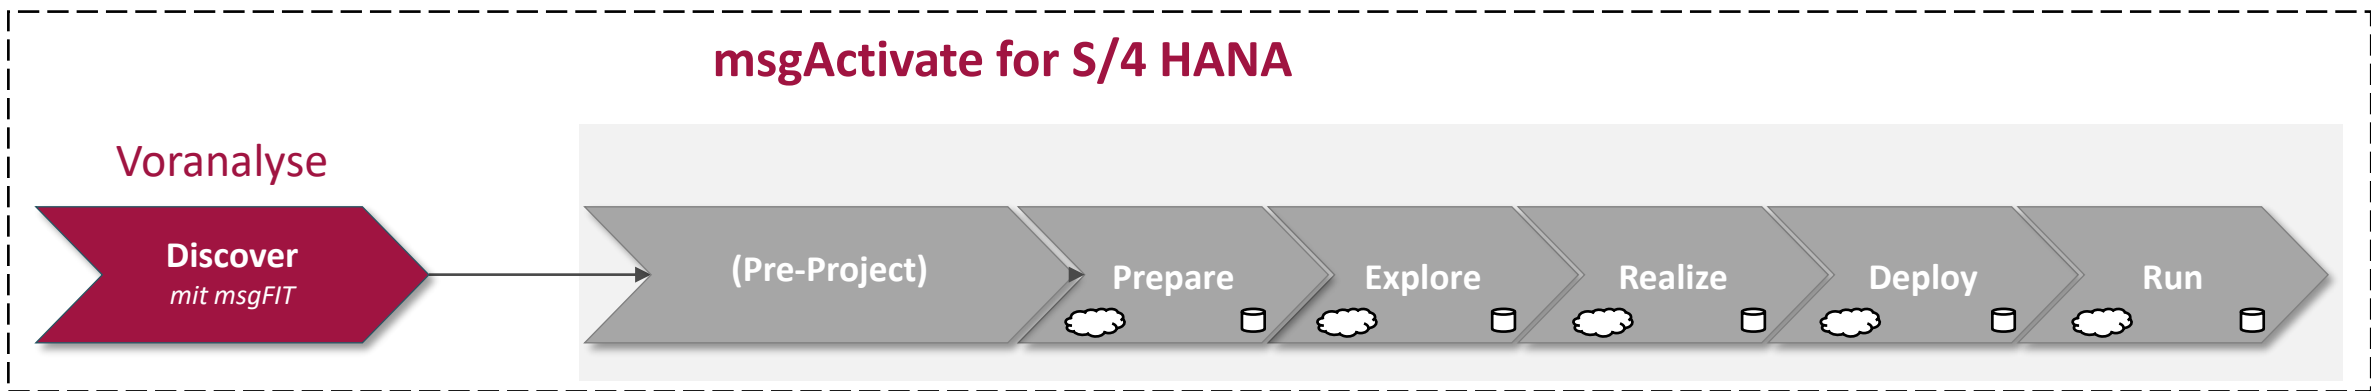 msgActivate for S/4 HANA
Voranalyse
Discover
mit msgFIT
(Pre-Project)
Prepare
Explore
Realize
Deploy
Run